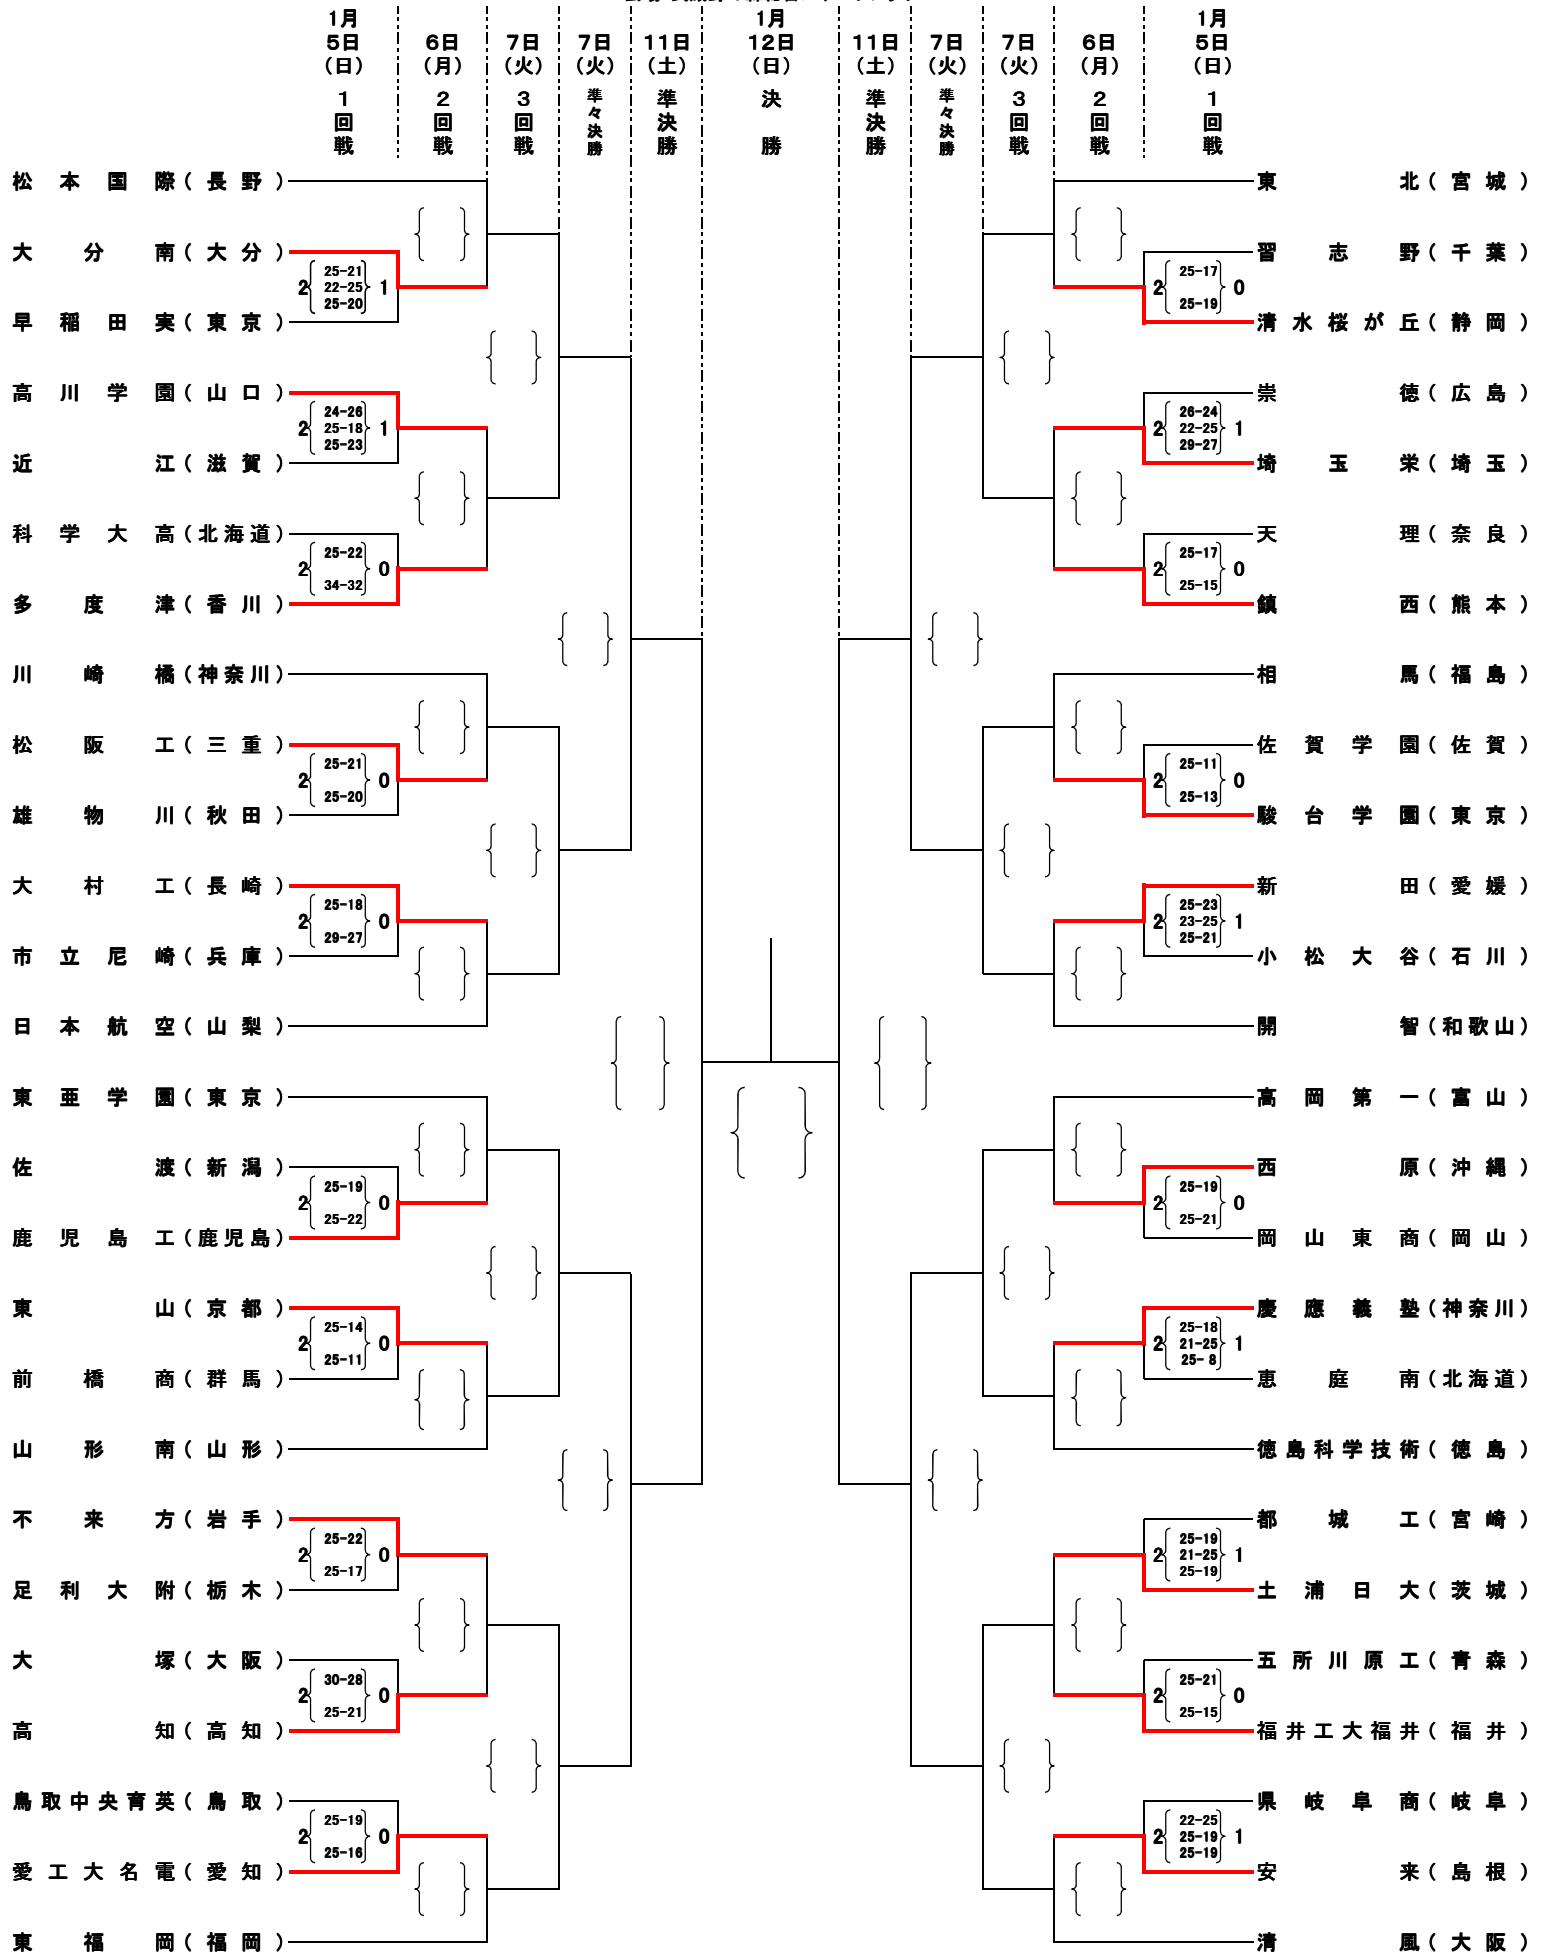 1月 5日 (日) 1回戦
6日 (月) 2回戦
7日 (火) 3回戦
7日 (火) 準々決勝
11日 (土) 準決勝
1月 12日 (日) 決勝
11日 (土) 準決勝
7日 (火) 準々決勝
7日 (火) 3回戦
6日 (月) 2回戦
1月 5日 (日) 1回戦
松本国際(長野)
大分南(大分)
2 25-21 22-25 25-20 1
早稲田実(東京)
高川学園(山口)
2 24-26 25-18 25-23 1
近江(滋賀)
科学大高(北海道)
2 25-22 34-32 0
多度津(香川)
川崎橘(神奈川)
松阪工(三重)
2 25-21 25-20 0
雄物川(秋田)
大村工(長崎)
2 25-18 29-27 0
市立尼崎(兵庫)
日本航空(山梨)
東亜学園(東京)
佐渡(新潟)
2 25-19 25-22 0
鹿児島工(鹿児島)
東山(京都)
2 25-14 25-11 0
前橋商(群馬)
山形南(山形)
不来方(岩手)
2 25-22 25-17 0
足利大附(栃木)
大塚(大阪)
2 30-28 25-21 0
高知(高知)
鳥取中央育英(鳥取)
2 25-19 25-16 0
愛工大名電(愛知)
東福岡(福岡)
東北(宮城)
習志野(千葉)
2 25-17 25-19 0
清水桜が丘(静岡)
崇徳(広島)
2 26-24 22-25 29-27 1
埼玉栄(埼玉)
天理(奈良)
2 25-17 25-15 0
鎮西(熊本)
相馬(福島)
佐賀学園(佐賀)
2 25-11 25-13 0
駿台学園(東京)
新田(愛媛)
2 25-23 23-25 25-21 1
小松大谷(石川)
開智(和歌山)
高岡第一(富山)
西原(沖縄)
2 25-19 25-21 0
岡山東商(岡山)
慶應義塾(神奈川)
2 25-18 21-25 25- 8 1
恵庭南(北海道)
徳島科学技術(徳島)
都城工(宮崎)
2 25-19 21-25 25-19 1
土浦日大(茨城)
五所川原工(青森)
2 25-21 25-15 0
福井工大福井(福井)
県岐阜商(岐阜)
2 22-25 25-19 25-19 1
安来(島根)
清風(大阪)